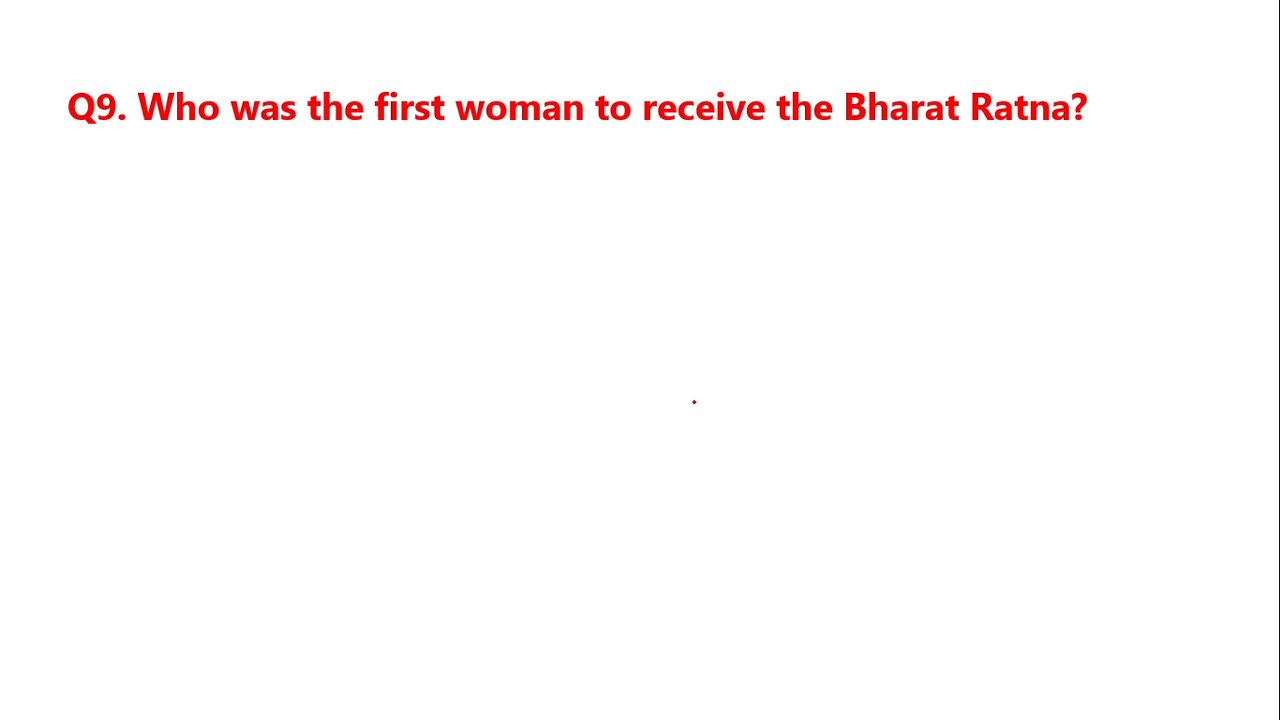 Q9. Who was the first woman to receive the Bharat Ratna?